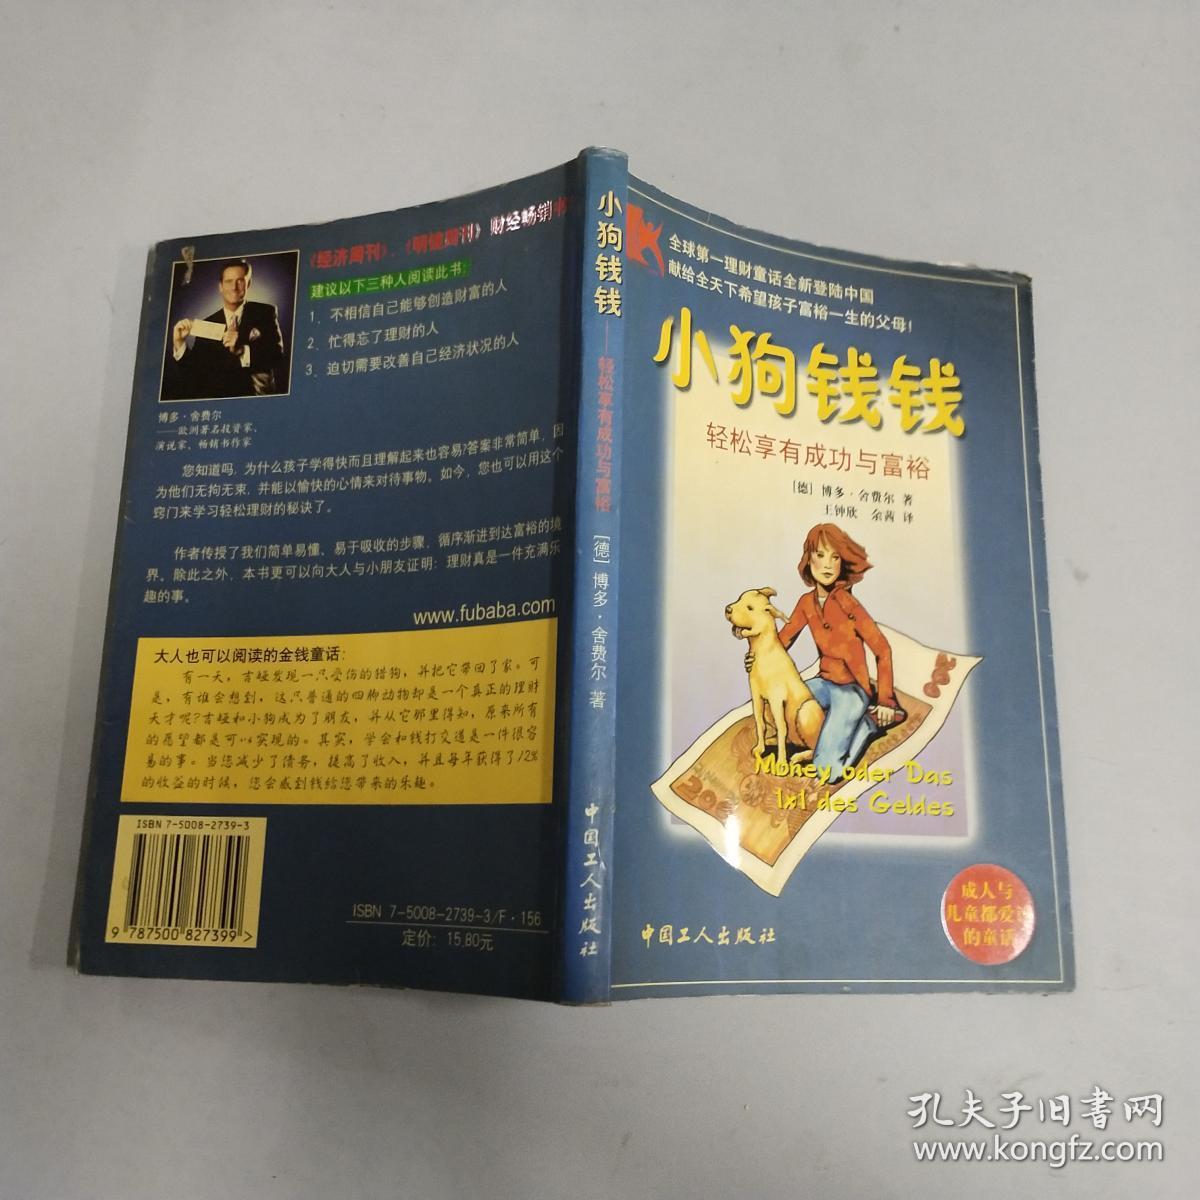 《经济周刊》、《明镜周刊》财经畅销书
建议以下三种人阅读此书：
1、不相信自己能够创造财富的人
2、忙得忘了理财的人
3、迫切需要改善自己经济状况的人
博多·舍费尔
——欧洲著名投资家、
演说家、畅销书作家
您知道吗，为什么孩子学得快而且理解起来也容易?答案非常简单，因
为他们无拘无束，并能以愉快的心情来对待事物。如今，您也可以用这个
窍门来学习轻松理财的秘诀了。
作者传授了我们简单易懂、易于吸收的步骤，循序渐进到达富裕的境
界。除此之外，本书更可以向大人与小朋友证明：理财真是一件充满乐
趣的事。
www.fubaba.com
大人也可以阅读的金钱童话：
有一天，吉娅发现一只受伤的猎狗，并把它带回了家。可
是，有谁会想到，这只普通的四脚动物却是一个真正的理财
天才呢?吉娅和小狗成为了朋友，并从它那里得知，原来所有
的愿望都是可以实现的。其实，学会和钱打交道是一件很容
易的事。当您减少了债务，提高了收入，并且每年获得了12%
的收益的时候，您会感到钱给您带来的乐趣。
ISBN 7-5008-2739-3
9 787500 827399 >
ISBN 7-5008-2739-3/F·156
定价：15.80元
小狗钱钱——轻松享有成功与富裕 [德] 博多·舍费尔 著 中国工人出版社
全球第一理财童话全新登陆中国
献给全天下希望孩子富裕一生的父母!
小狗钱钱
轻松享有成功与富裕
[德] 博多·舍费尔 著
王钟欣 余茜 译
200
200
Money oder Das
1x1 des Geldes
成人与
儿童都爱读
的童话
中国工人出版社
孔夫子旧书网
www.kongfz.com